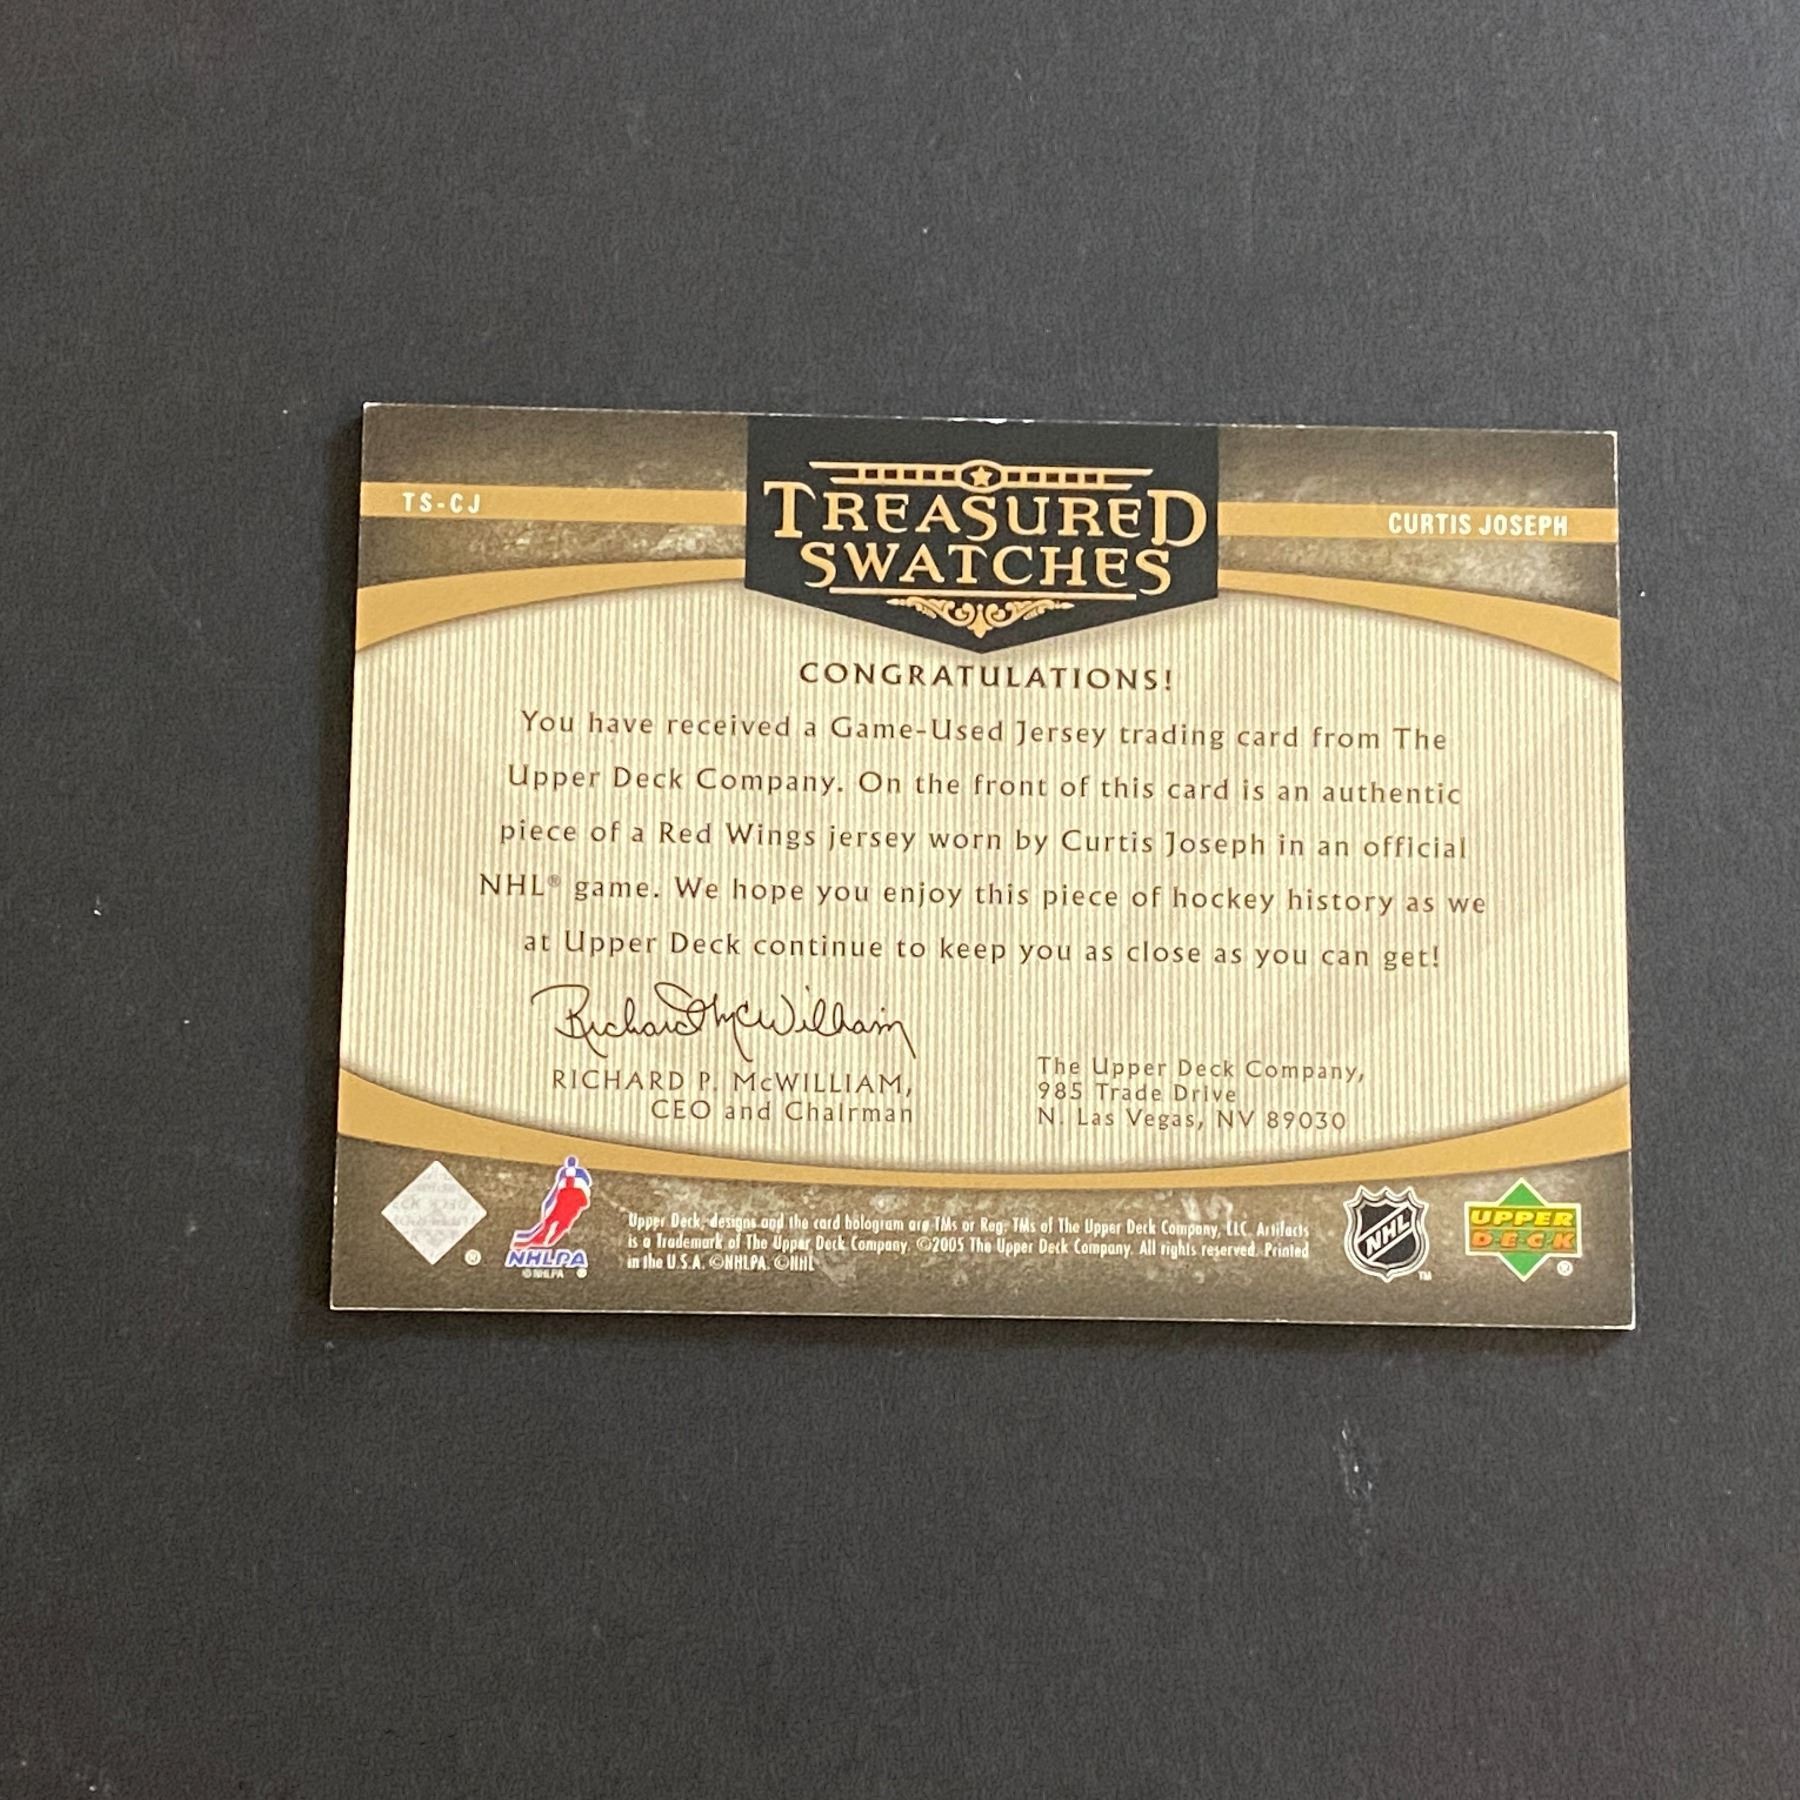 TS-CJ
TREASURED
SWATCHES
CURTIS JOSEPH
CONGRATULATIONS!
You have received a Game-Used Jersey trading card from The
Upper Deck Company. On the front of this card is an authentic
piece of a Red Wings jersey worn by Curtis Joseph in an official
NHL® game. We hope you enjoy this piece of hockey history as we
at Upper Deck continue to keep you as close as you can get!
Richard McWilliam
RICHARD P. McWILLIAM,
CEO and Chairman
The Upper Deck Company,
985 Trade Drive
N. Las Vegas, NV 89030
®
NHLPA
©NHLPA ®
Upper Deck, designs and the card hologram are TMs or Reg. TMs of The Upper Deck Company, LLC. Artifacts
is a Trademark of The Upper Deck Company. ©2005 The Upper Deck Company. All rights reserved. Printed
in the U.S.A. ©NHLPA. ©NHL
NHL
TM
UPPER
DECK
®